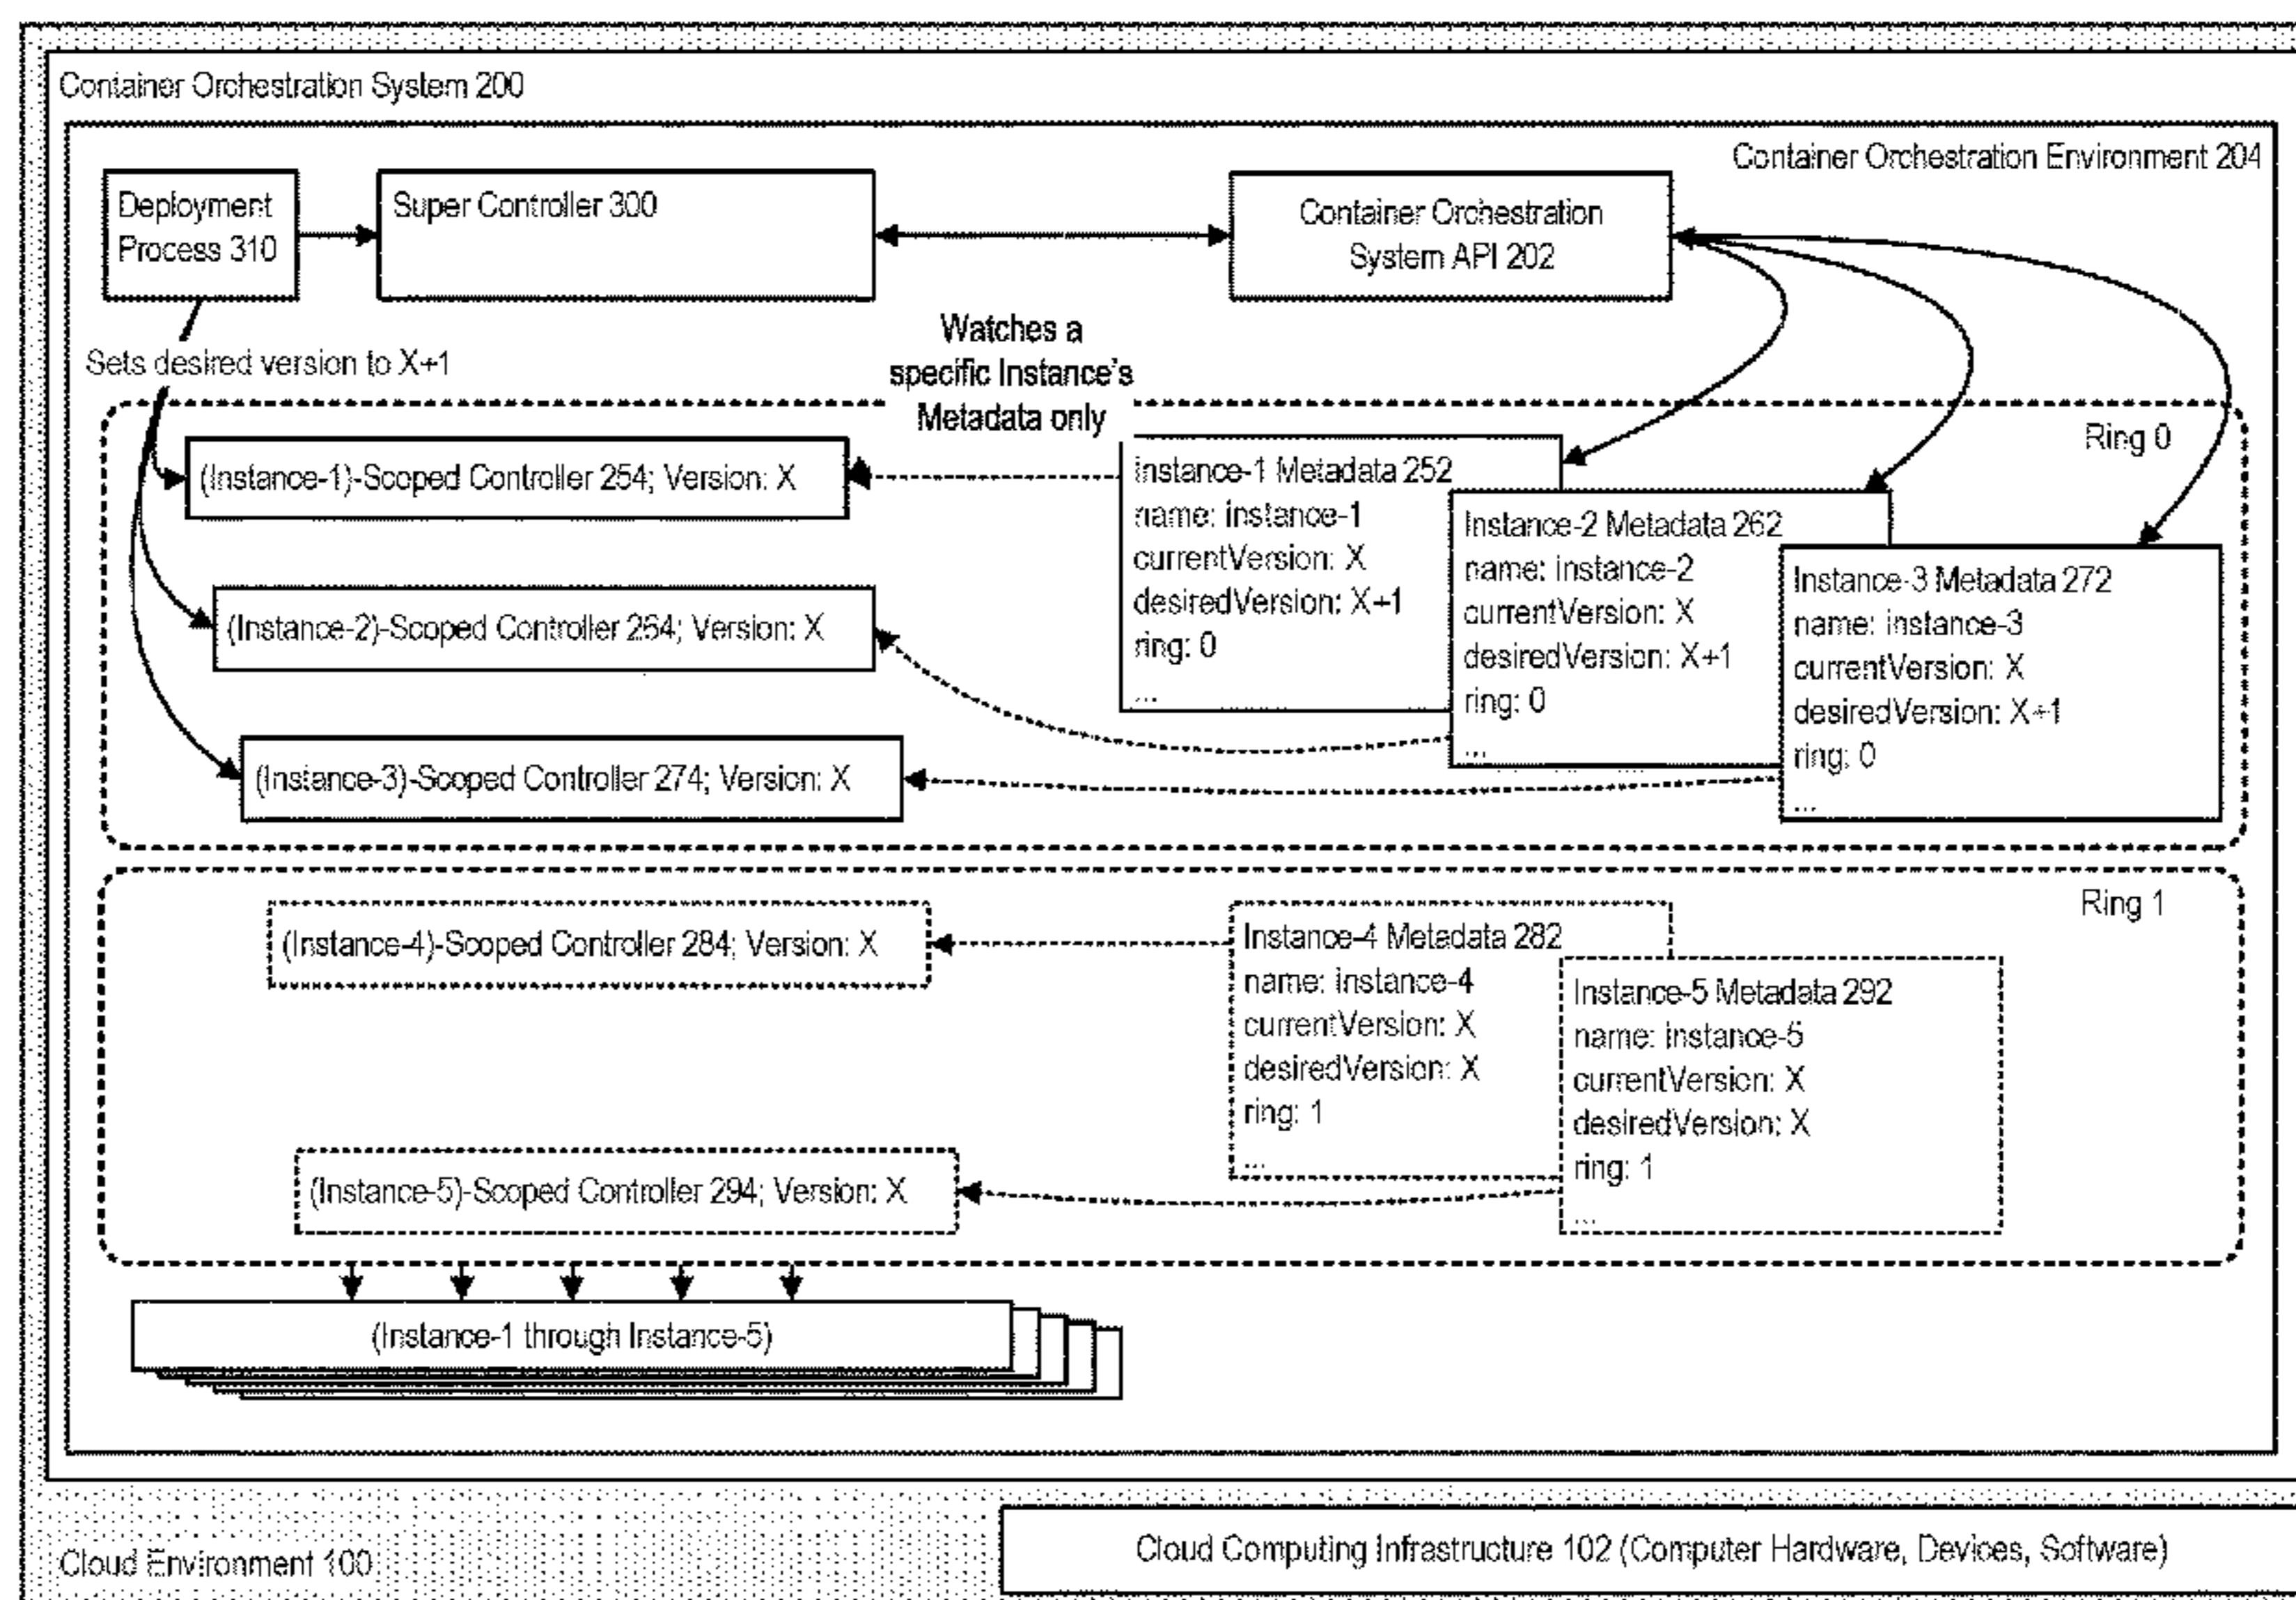 Container Orchestration System 200
Container Orchestration Environment 204
Deployment
Process 310
Super Controller 300
Container Orchestration
System API 202
Sets desired version to X+1
Watches a
specific Instance's
Metadata only
Ring 0
(Instance-1)-Scoped Controller 254; Version: X
(Instance-2)-Scoped Controller 264; Version: X
(Instance-3)-Scoped Controller 274; Version: X
Instance-1 Metadata 252
name: instance-1
currentVersion: X
desiredVersion: X+1
ring: 0
...
Instance-2 Metadata 262
name: instance-2
currentVersion: X
desiredVersion: X+1
ring: 0
...
Instance-3 Metadata 272
name: instance-3
currentVersion: X
desiredVersion: X+1
ring: 0
...
Ring 1
(Instance-4)-Scoped Controller 284; Version: X
(Instance-5)-Scoped Controller 294; Version: X
Instance-4 Metadata 282
name: instance-4
currentVersion: X
desiredVersion: X
ring: 1
...
Instance-5 Metadata 292
name: instance-5
currentVersion: X
desiredVersion: X
ring: 1
...
(Instance-1 through Instance-5)
Cloud Environment 100
Cloud Computing Infrastructure 102 (Computer Hardware, Devices, Software)